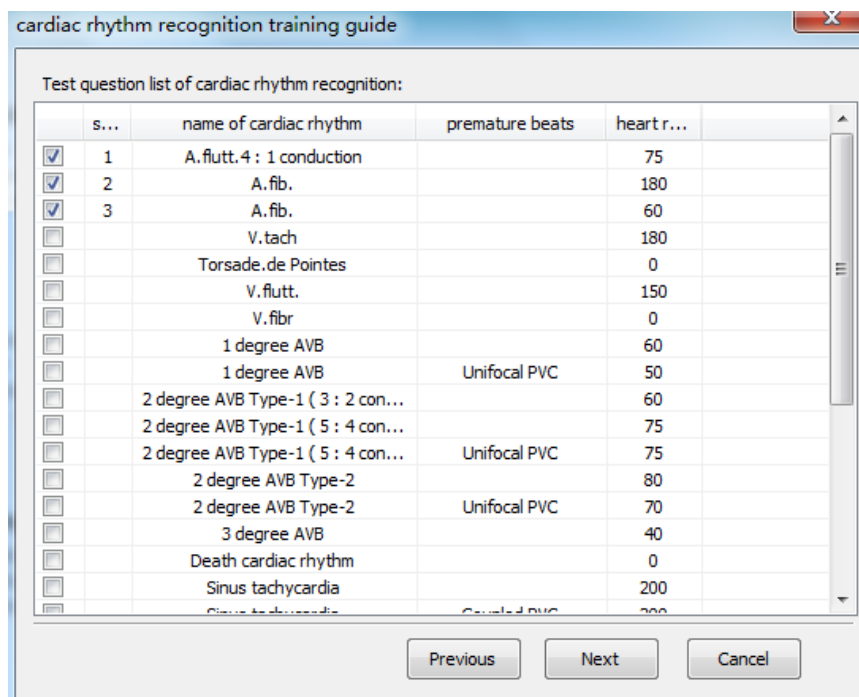 cardiac rhythm recognition training guide
Test question list of cardiac rhythm recognition:
s... name of cardiac rhythm premature beats heart r...
1 A.flutt.4 : 1 conduction 75
2 A.fib. 180
3 A.fib. 60
V.tach 180
Torsade.de Pointes 0
V.flutt. 150
V.fibr 0
1 degree AVB 60
1 degree AVB Unifocal PVC 50
2 degree AVB Type-1 ( 3 : 2 con... 60
2 degree AVB Type-1 ( 5 : 4 con... 75
2 degree AVB Type-1 ( 5 : 4 con... Unifocal PVC 75
2 degree AVB Type-2 80
2 degree AVB Type-2 Unifocal PVC 70
3 degree AVB 40
Death cardiac rhythm 0
Sinus tachycardia 200
Sinus tachycardia Coupled PVC 200
Previous Next Cancel